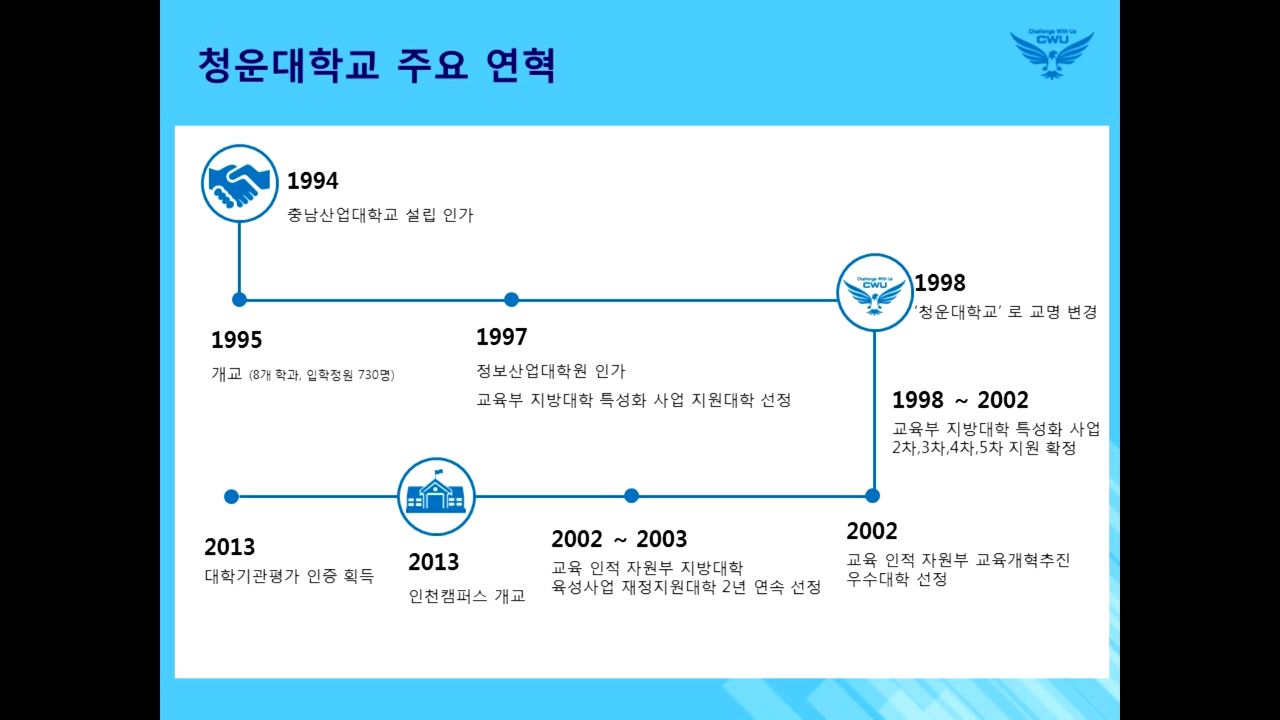 청운대학교 주요 연혁
Challenge With Us
CWU
1994
충남산업대학교 설립 인가
1995
개교 (8개 학과, 입학정원 730명)
1997
정보산업대학원 인가
교육부 지방대학 특성화 사업 지원대학 선정
Challenge With Us
CWU
1998
‘청운대학교’ 로 교명 변경
1998 ~ 2002
교육부 지방대학 특성화 사업
2차,3차,4차,5차 지원 확정
2002
교육 인적 자원부 교육개혁추진
우수대학 선정
2002 ~ 2003
교육 인적 자원부 지방대학
육성사업 재정지원대학 2년 연속 선정
2013
인천캠퍼스 개교
2013
대학기관평가 인증 획득